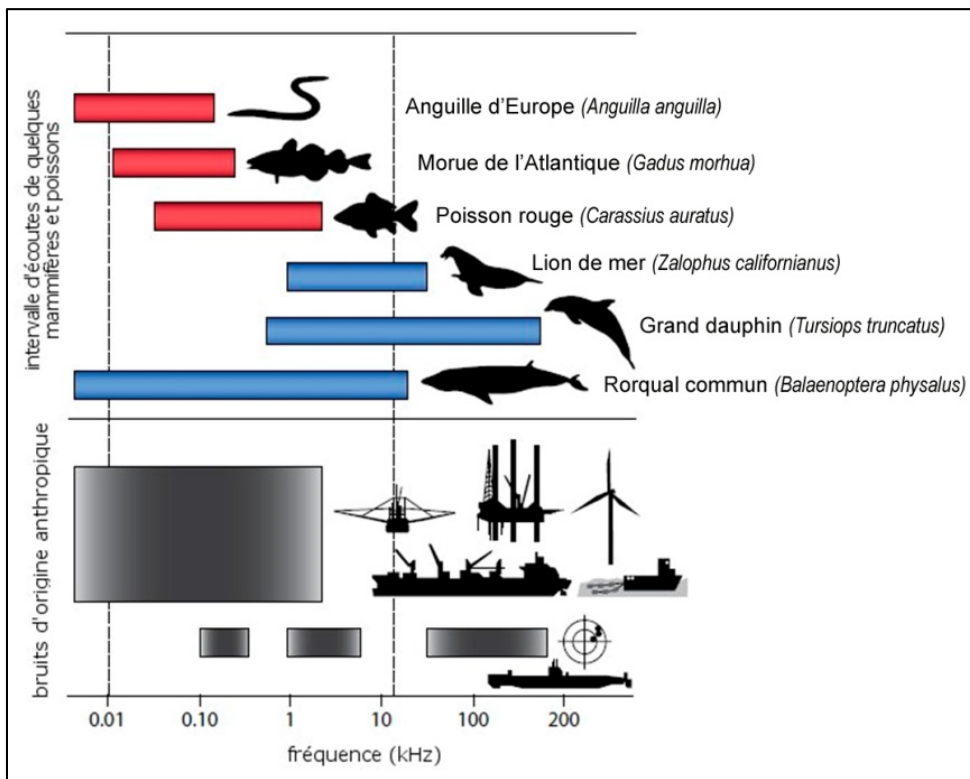 intervalle d'écoutes de quelques
mammifères et poissons
Anguille d'Europe (Anguilla anguilla)
Morue de l'Atlantique (Gadus morhua)
Poisson rouge (Carassius auratus)
Lion de mer (Zalophus californianus)
Grand dauphin (Tursiops truncatus)
Rorqual commun (Balaenoptera physalus)
bruits d'origine anthropique
0.01 0.10 1 10 100 200
fréquence (kHz)